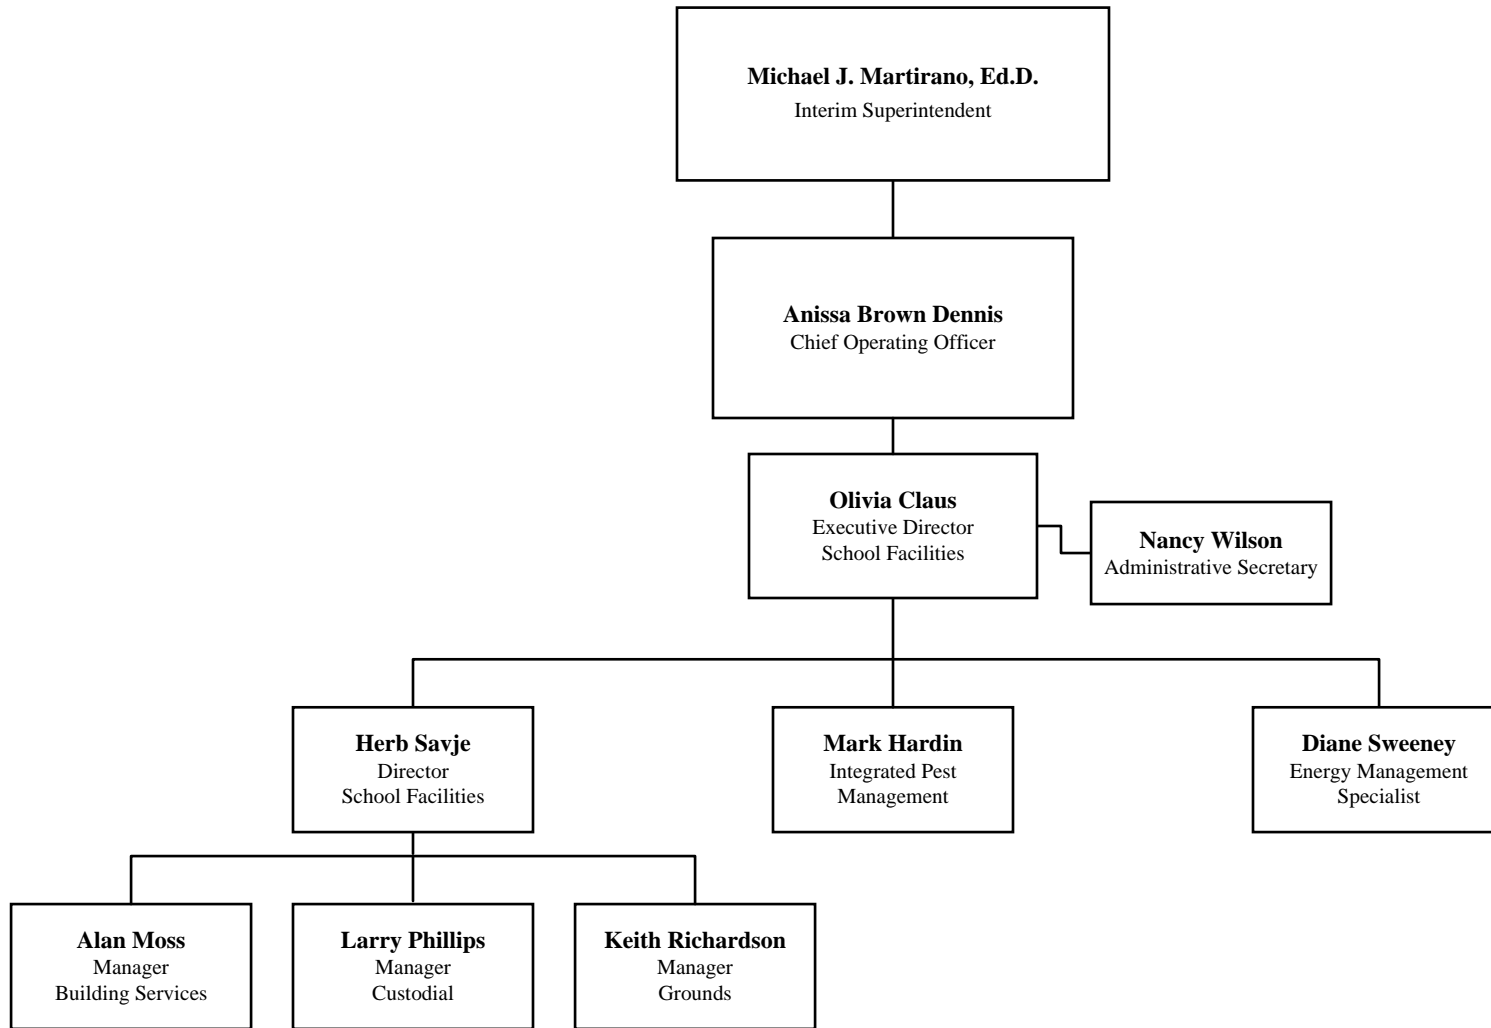 Michael J. Martirano, Ed.D.
Interim Superintendent
Anissa Brown Dennis
Chief Operating Officer
Olivia Claus
Executive Director
School Facilities
Nancy Wilson
Administrative Secretary
Herb Savje
Director
School Facilities
Mark Hardin
Integrated Pest
Management
Diane Sweeney
Energy Management
Specialist
Alan Moss
Manager
Building Services
Larry Phillips
Manager
Custodial
Keith Richardson
Manager
Grounds